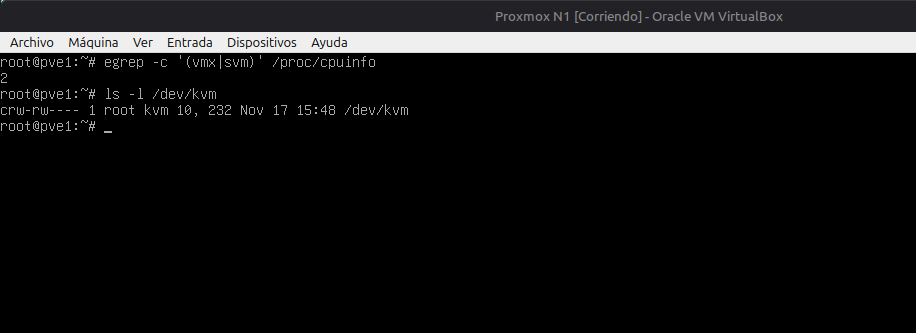 Proxmox N1 [Corriendo] - Oracle VM VirtualBox
Archivo Máquina Ver Entrada Dispositivos Ayuda
root@pve1:~# egrep -c '(vmx|svm)' /proc/cpuinfo
2
root@pve1:~# ls -l /dev/kvm
crw-rw---- 1 root kvm 10, 232 Nov 17 15:48 /dev/kvm
root@pve1:~# _